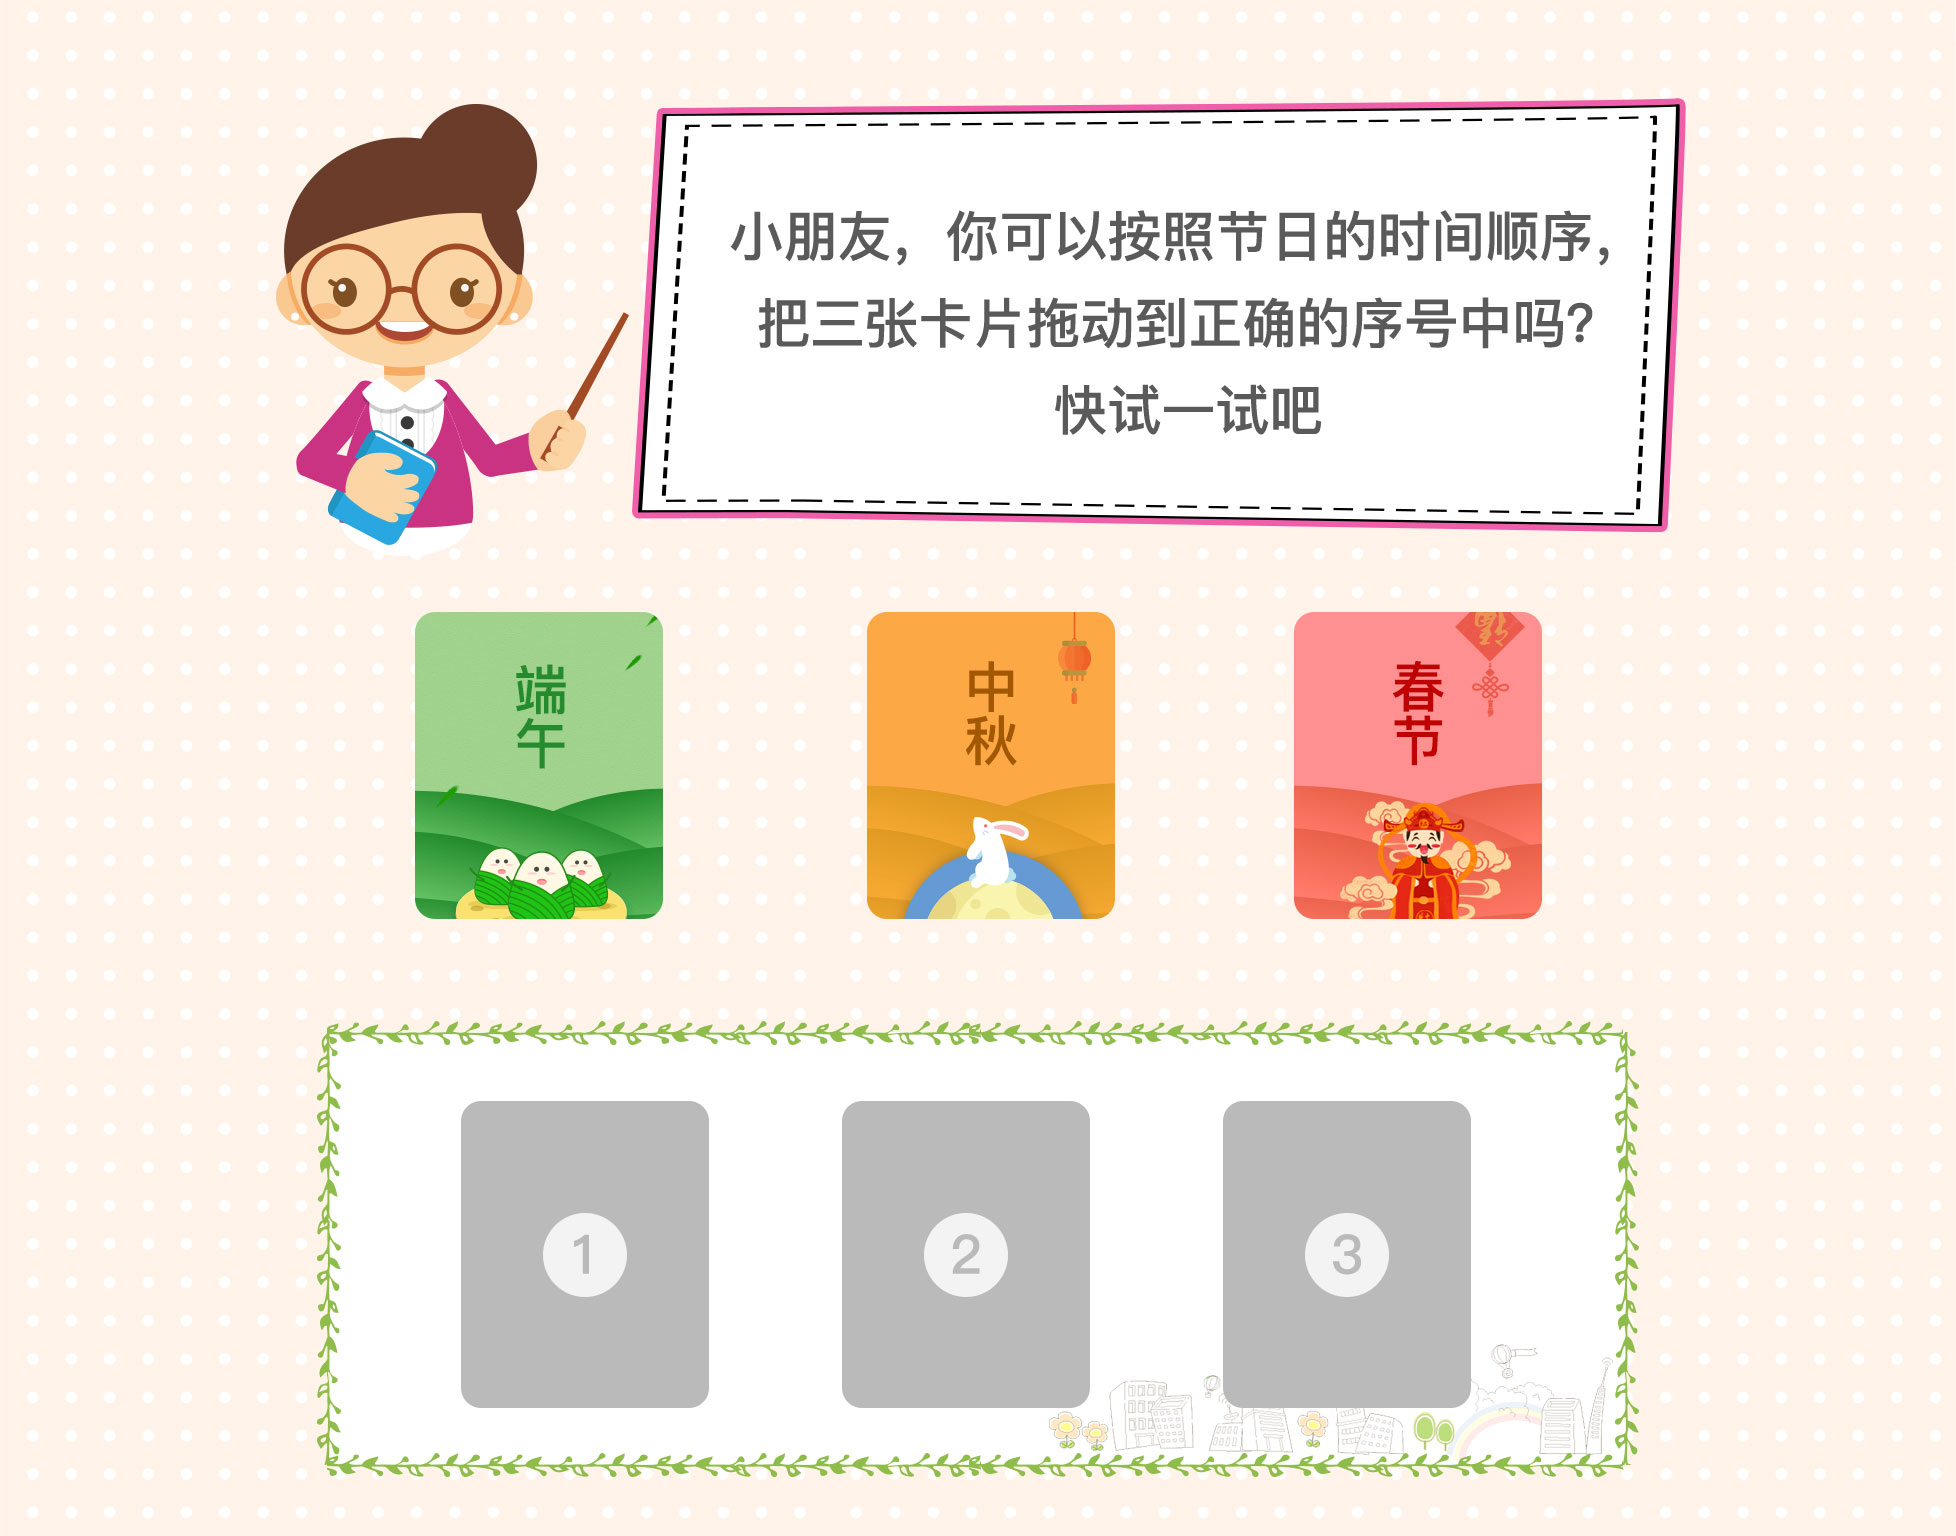 小朋友，你可以按照节日的时间顺序，
把三张卡片拖动到正确的序号中吗？
快试一试吧
端午
中秋
春节
1
2
3